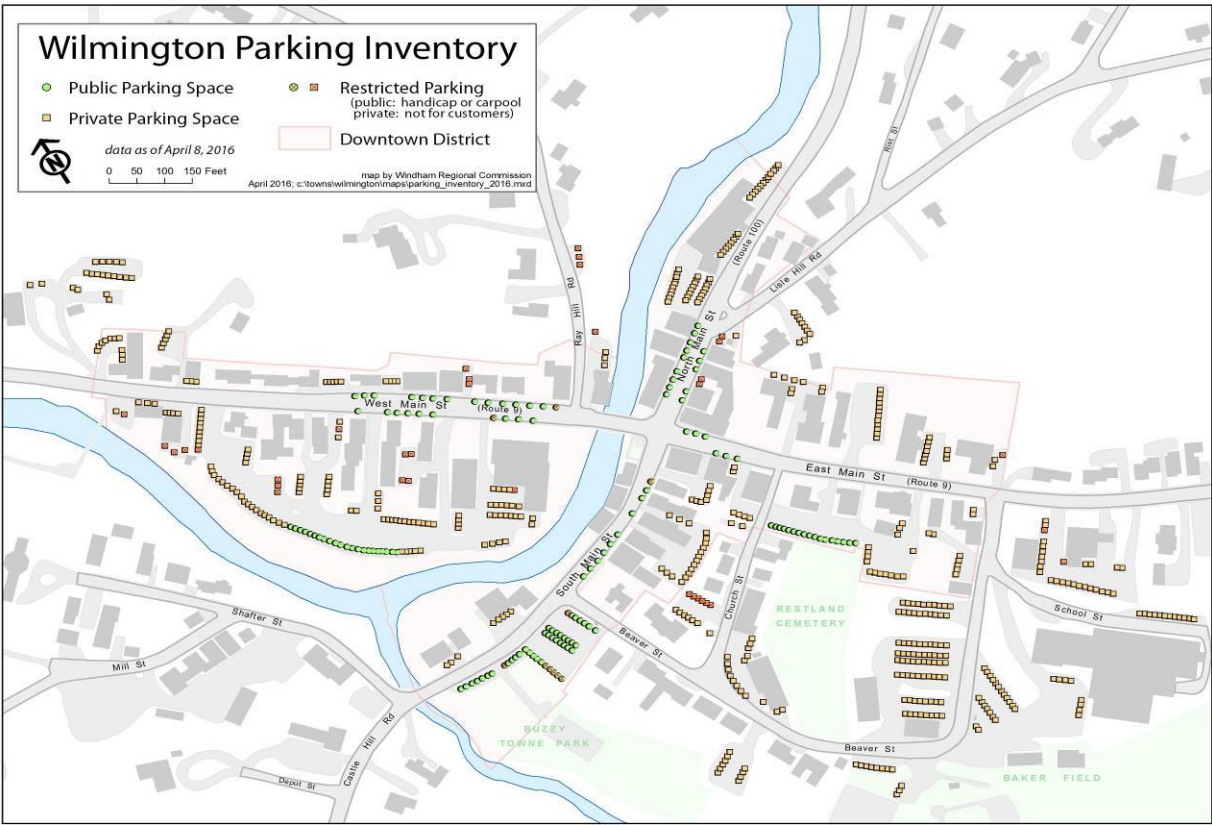 Wilmington Parking Inventory
Public Parking Space
Restricted Parking
(public: handicap or carpool
private: not for customers)
Private Parking Space
Downtown District
N
data as of April 8, 2016
0 50 100 150 Feet
map by Windham Regional Commission
April 2016; c:\towns\wilmington\maps\parking_inventory_2016.mxd
Rist St
(Route 100)
Lisle Hill Rd
Ray Hill Rd
North Main St
West Main St
(Route 9)
East Main St
(Route 9)
South Main St
Church St
RESTLAND
CEMETERY
School St
Shafter St
Beaver St
Mill St
BUZZY
TOWNE PARK
Castle Hill Rd
Beaver St
Depot St
BAKER FIELD